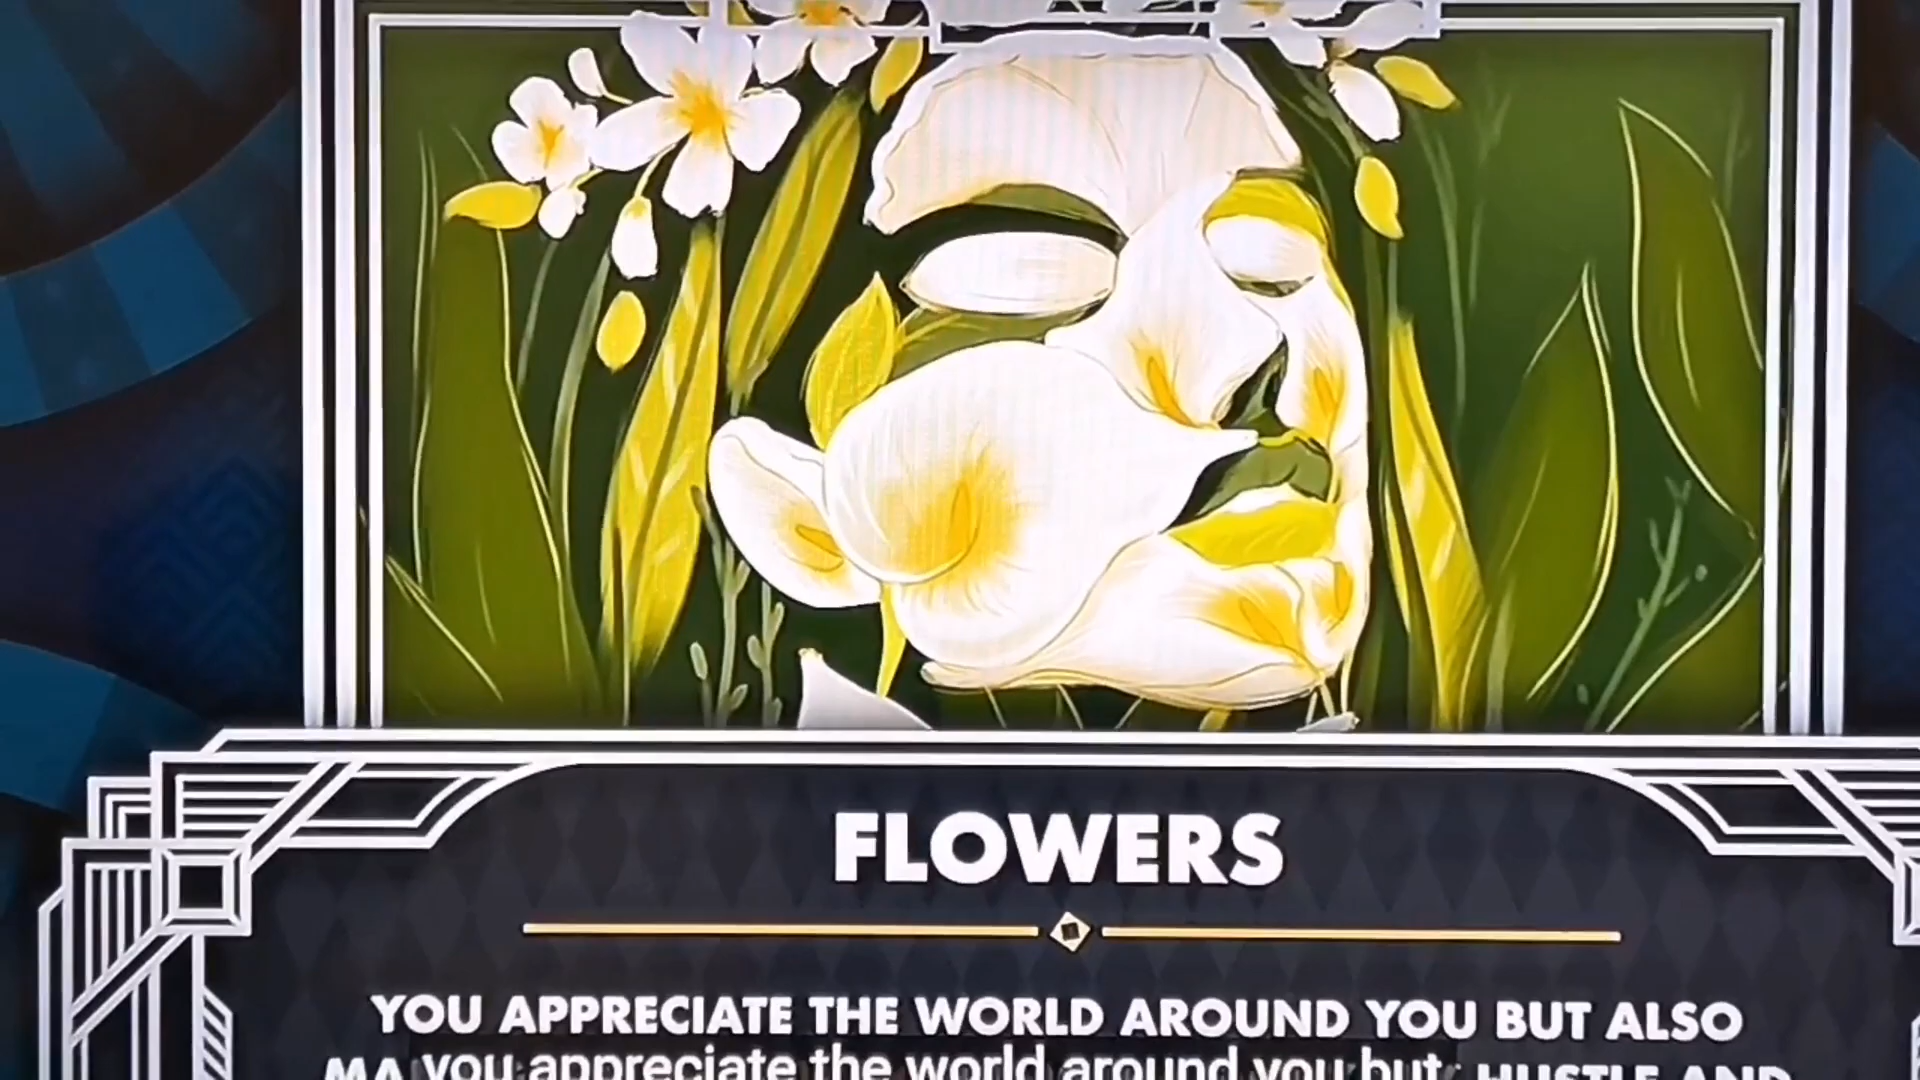 FLOWERS
YOU APPRECIATE THE WORLD AROUND YOU BUT ALSO
you appreciate the world around you but
HUSTLE AND